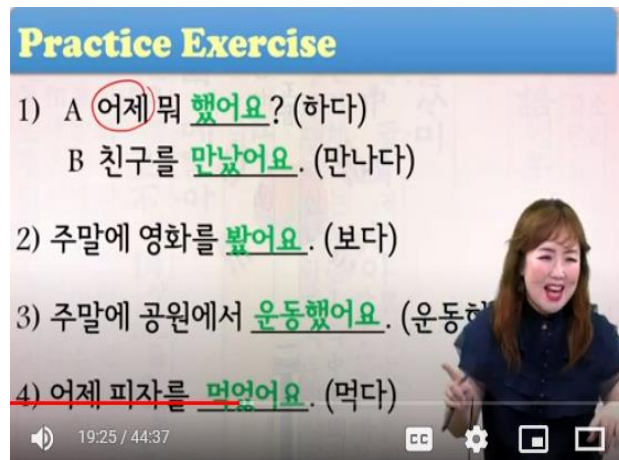 Practice Exercise
1) A 어제 뭐 했어요? (하다)
B 친구를 만났어요. (만나다)
2) 주말에 영화를 봤어요. (보다)
3) 주말에 공원에서 운동했어요. (운동
4) 어제 피자를 먹었어요. (먹다)
19:25 / 44:37
CC